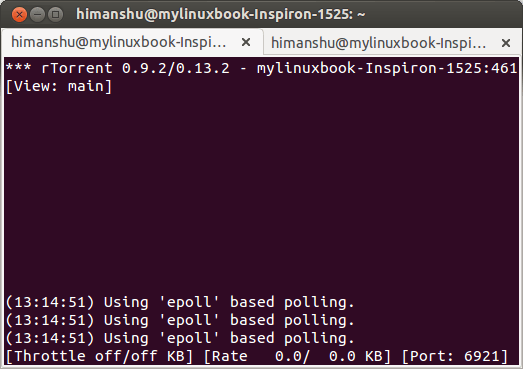 himanshu@mylinuxbook-Inspiron-1525: ~
himanshu@mylinuxbook-Inspi... himanshu@mylinuxbook-Inspi...
*** rTorrent 0.9.2/0.13.2 - mylinuxbook-Inspiron-1525:461
[View: main]
(13:14:51) Using 'epoll' based polling.
(13:14:51) Using 'epoll' based polling.
(13:14:51) Using 'epoll' based polling.
[Throttle off/off KB] [Rate   0.0/  0.0 KB] [Port: 6921]